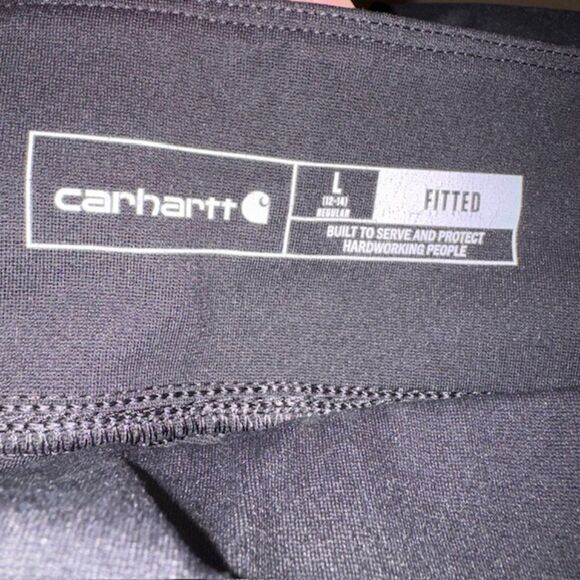 carhartt
L
(12-14)
REGULAR
FITTED
BUILT TO SERVE AND PROTECT
HARDWORKING PEOPLE